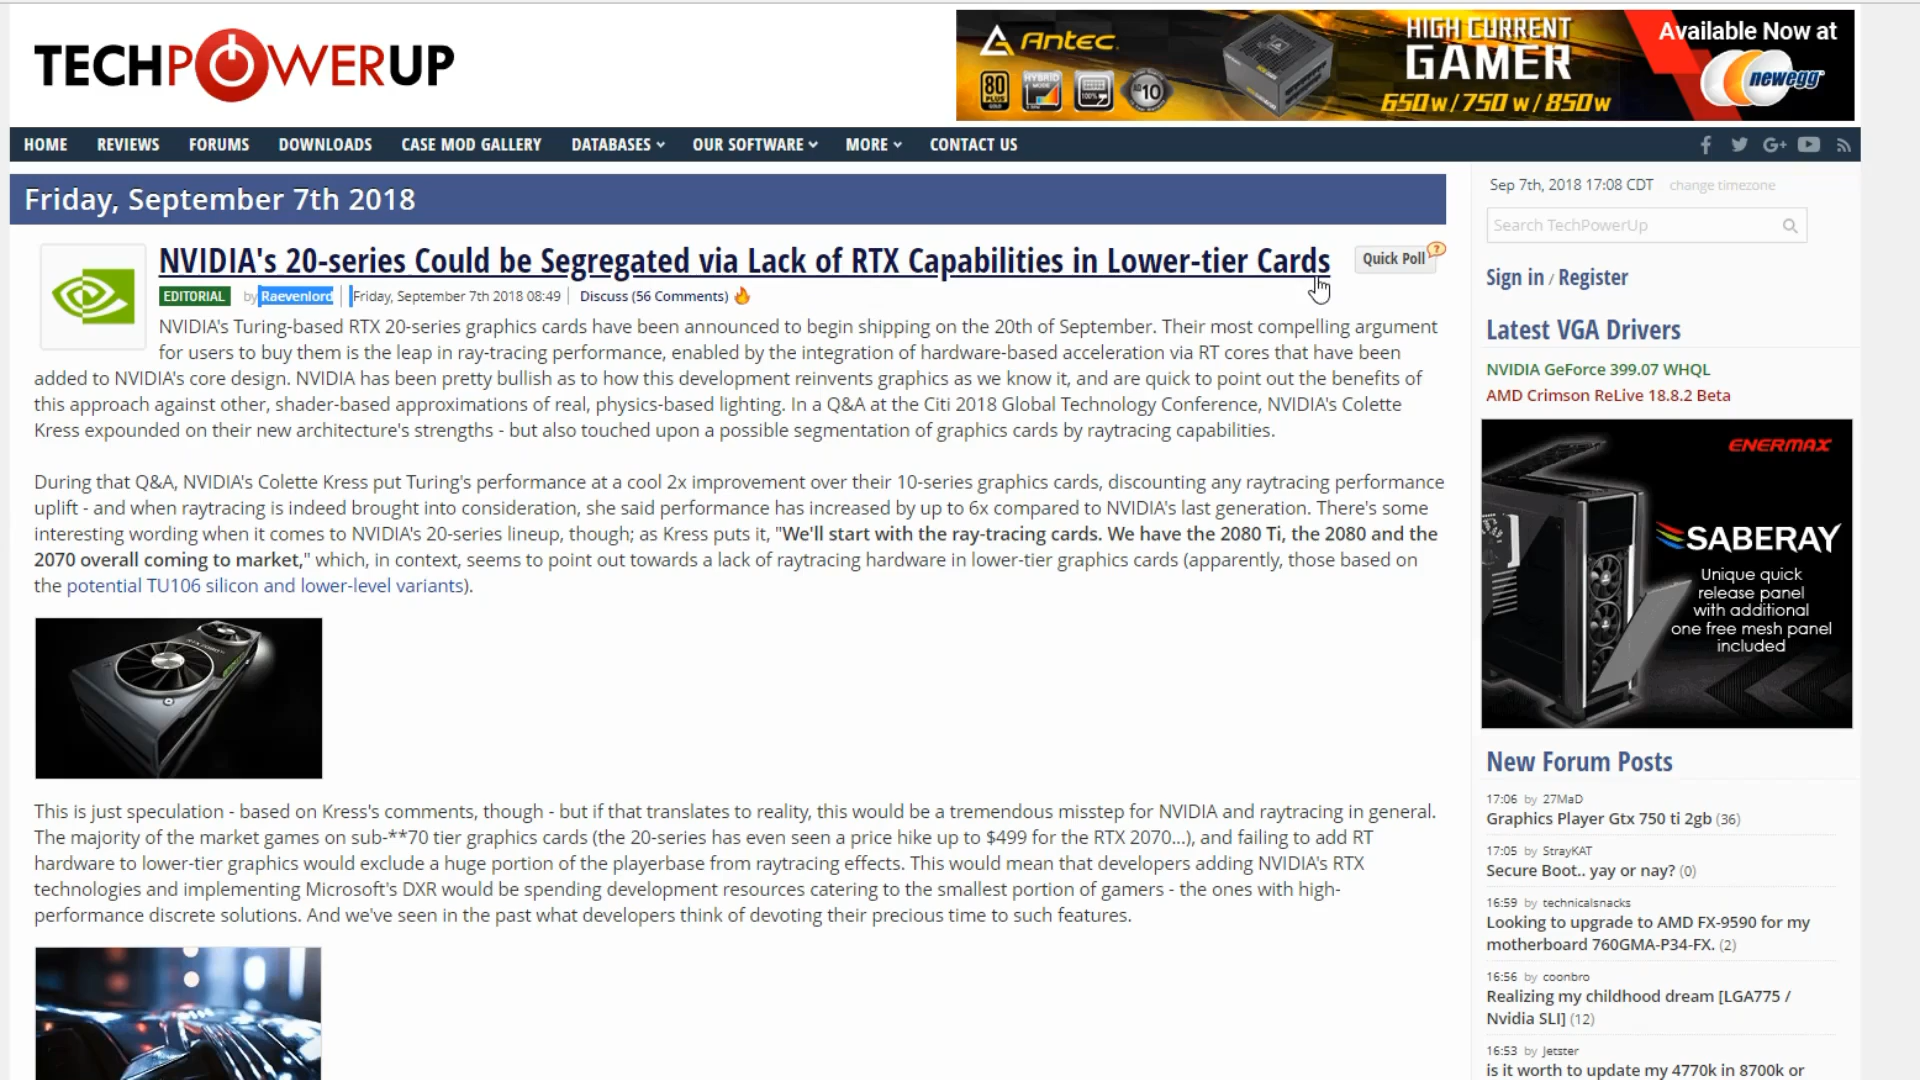 TECHPOWERUP
Antec
80 PLUS GOLD
HYBRID MODE
100%
10
HIGH CURRENT
GAMER
650w/750 w/850w
Available Now at
newegg
HOME REVIEWS FORUMS DOWNLOADS CASE MOD GALLERY DATABASES OUR SOFTWARE MORE CONTACT US
Friday, September 7th 2018
NVIDIA's 20-series Could be Segregated via Lack of RTX Capabilities in Lower-tier Cards
Quick Poll ?
EDITORIAL by Raevenlord Friday, September 7th 2018 08:49 Discuss (56 Comments)
NVIDIA's Turing-based RTX 20-series graphics cards have been announced to begin shipping on the 20th of September. Their most compelling argument
for users to buy them is the leap in ray-tracing performance, enabled by the integration of hardware-based acceleration via RT cores that have been
added to NVIDIA's core design. NVIDIA has been pretty bullish as to how this development reinvents graphics as we know it, and are quick to point out the benefits of
this approach against other, shader-based approximations of real, physics-based lighting. In a Q&A at the Citi 2018 Global Technology Conference, NVIDIA's Colette
Kress expounded on their new architecture's strengths - but also touched upon a possible segmentation of graphics cards by raytracing capabilities.
During that Q&A, NVIDIA's Colette Kress put Turing's performance at a cool 2x improvement over their 10-series graphics cards, discounting any raytracing performance
uplift - and when raytracing is indeed brought into consideration, she said performance has increased by up to 6x compared to NVIDIA's last generation. There's some
interesting wording when it comes to NVIDIA's 20-series lineup, though; as Kress puts it, "We'll start with the ray-tracing cards. We have the 2080 Ti, the 2080 and the
2070 overall coming to market," which, in context, seems to point out towards a lack of raytracing hardware in lower-tier graphics cards (apparently, those based on
the potential TU106 silicon and lower-level variants).
This is just speculation - based on Kress's comments, though - but if that translates to reality, this would be a tremendous misstep for NVIDIA and raytracing in general.
The majority of the market games on sub-**70 tier graphics cards (the 20-series has even seen a price hike up to $499 for the RTX 2070...), and failing to add RT
hardware to lower-tier graphics would exclude a huge portion of the playerbase from raytracing effects. This would mean that developers adding NVIDIA's RTX
technologies and implementing Microsoft's DXR would be spending development resources catering to the smallest portion of gamers - the ones with high-
performance discrete solutions. And we've seen in the past what developers think of devoting their precious time to such features.
Sep 7th, 2018 17:08 CDT change timezone
Search TechPowerUp
Sign in / Register
Latest VGA Drivers
NVIDIA GeForce 399.07 WHQL
AMD Crimson ReLive 18.8.2 Beta
ENERMAX
SABERAY
Unique quick
release panel
with additional
one free mesh panel
included
New Forum Posts
17:06 by 27MaD
Graphics Player Gtx 750 ti 2gb (36)
17:05 by StrayKAT
Secure Boot.. yay or nay? (0)
16:59 by technicalsnacks
Looking to upgrade to AMD FX-9590 for my
motherboard 760GMA-P34-FX. (2)
16:56 by coonbro
Realizing my childhood dream [LGA775 /
Nvidia SLI] (12)
16:53 by Jetster
is it worth to update my 4770k in 8700k or